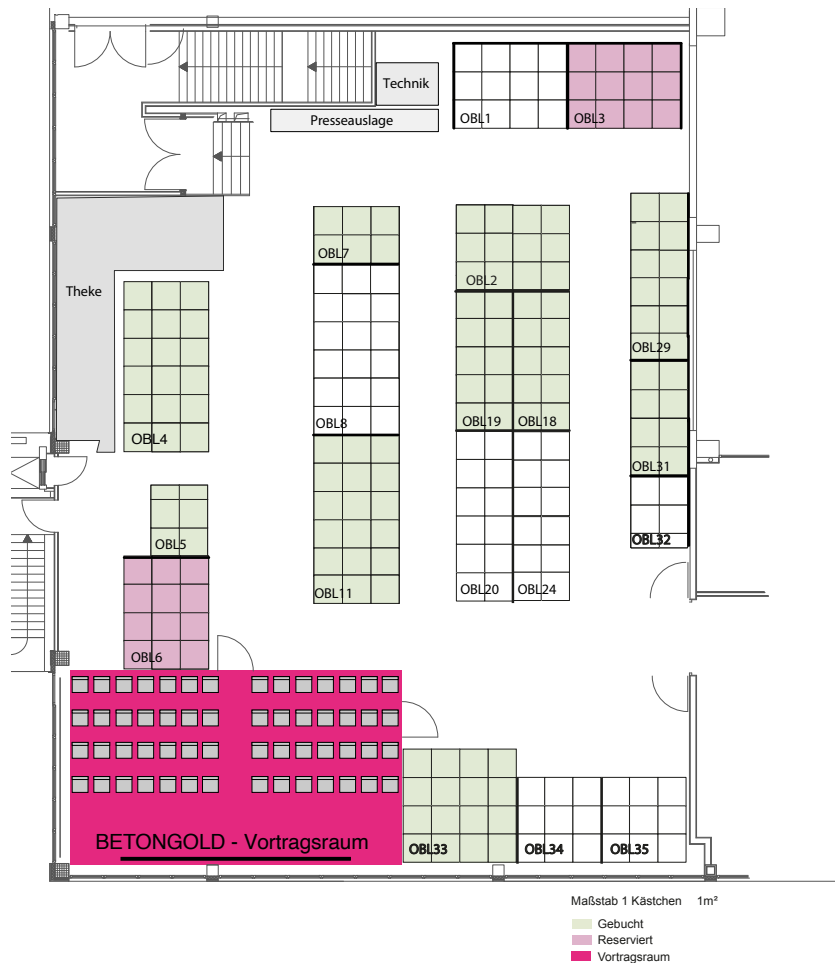 Technik
Presseauslage
OBL1
OBL3
OBL7
OBL2
Theke
OBL29
OBL4
OBL8
OBL19
OBL18
OBL31
OBL5
OBL32
OBL11
OBL20
OBL24
OBL6
BETONGOLD - Vortragsraum
OBL33
OBL34
OBL35
Maßstab 1 Kästchen 1m²
Gebucht
Reserviert
Vortragsraum